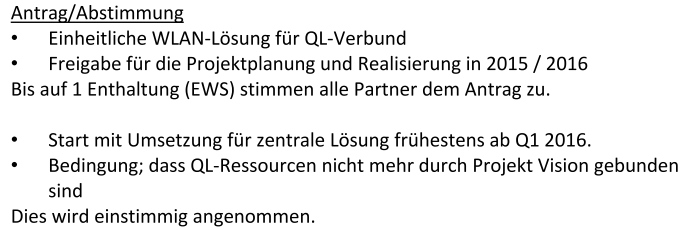 Antrag/Abstimmung
• Einheitliche WLAN-Lösung für QL-Verbund
• Freigabe für die Projektplanung und Realisierung in 2015 / 2016
Bis auf 1 Enthaltung (EWS) stimmen alle Partner dem Antrag zu.
• Start mit Umsetzung für zentrale Lösung frühestens ab Q1 2016.
• Bedingung; dass QL-Ressourcen nicht mehr durch Projekt Vision gebunden
sind
Dies wird einstimmig angenommen.